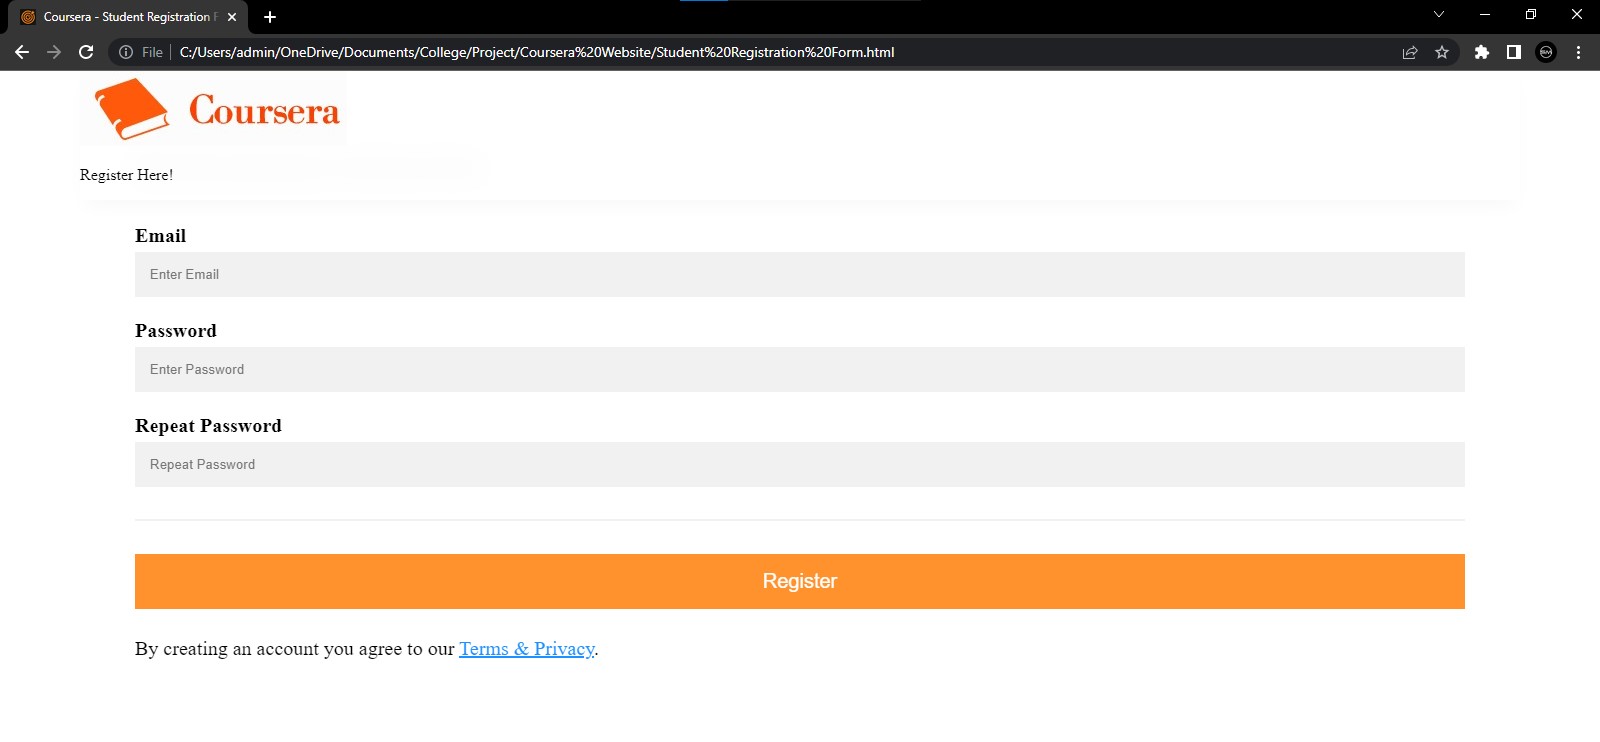 Coursera - Student Registration F
File
C:/Users/admin/OneDrive/Documents/College/Project/Coursera%20Website/Student%20Registration%20Form.html
Coursera
Register Here!
Email
Enter Email
Password
Enter Password
Repeat Password
Repeat Password
Register
By creating an account you agree to our Terms & Privacy.